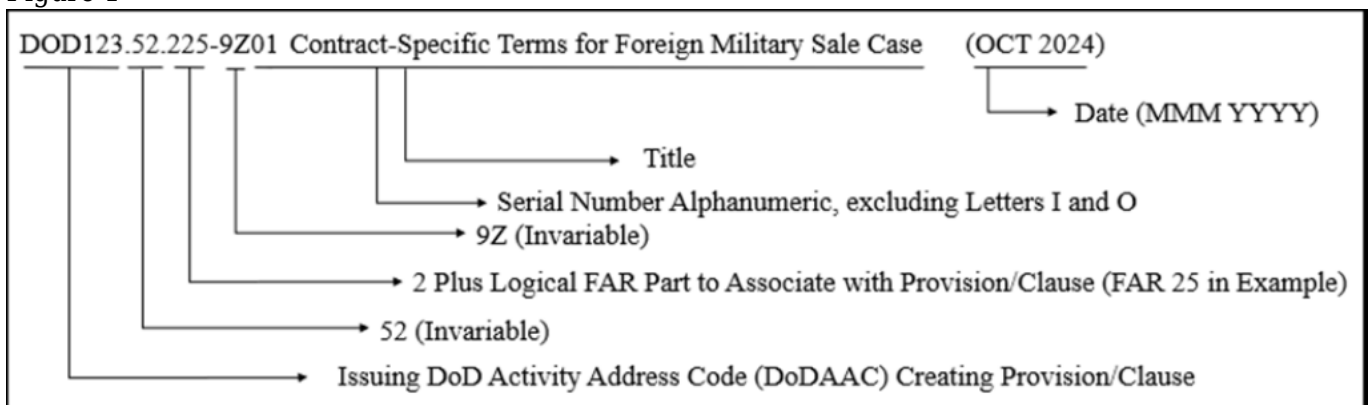 DOD123.52.225-9Z01 Contract-Specific Terms for Foreign Military Sale Case (OCT 2024)
Date (MMM YYYY)
Title
Serial Number Alphanumeric, excluding Letters I and O
9Z (Invariable)
2 Plus Logical FAR Part to Associate with Provision/Clause (FAR 25 in Example)
52 (Invariable)
Issuing DoD Activity Address Code (DoDAAC) Creating Provision/Clause